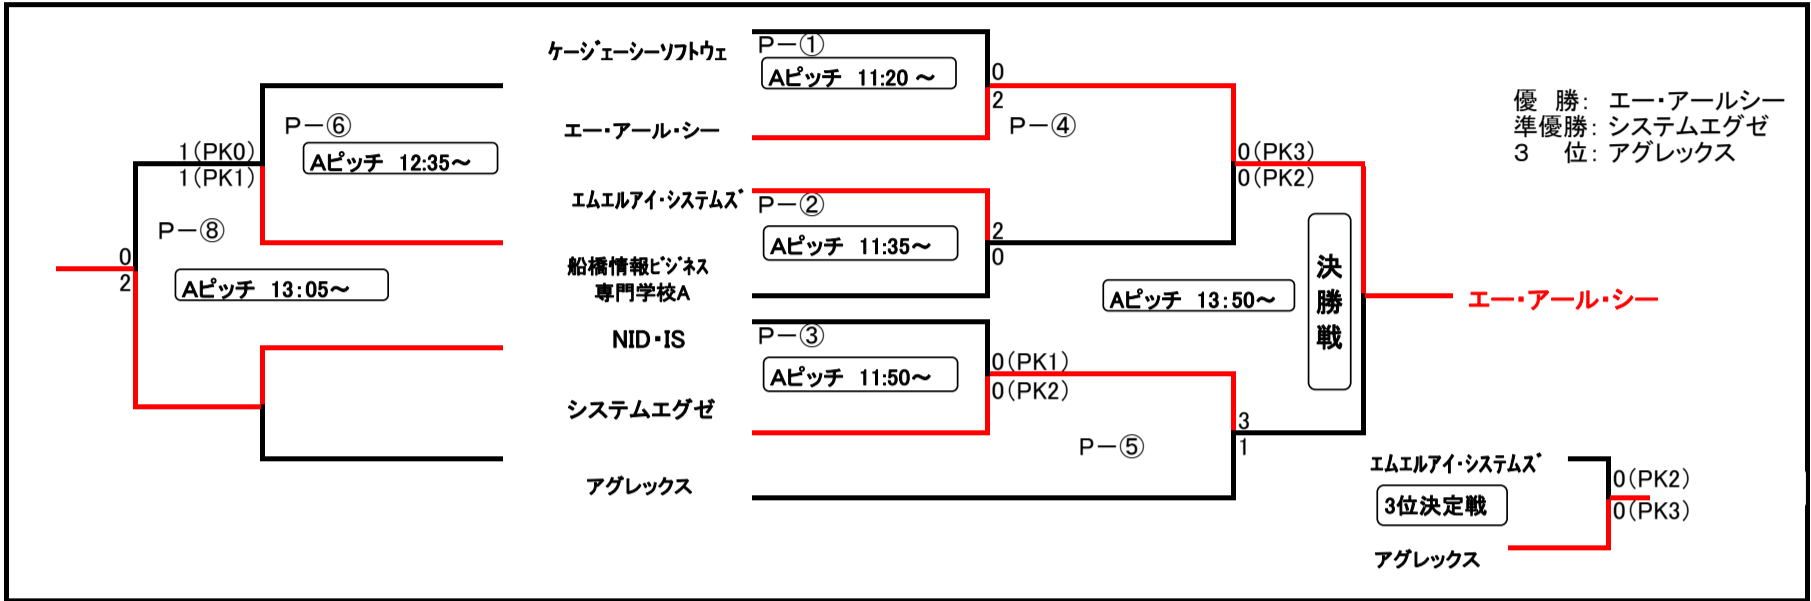 ケージェーシーソフトウェ
P－①
Aピッチ 11:20 ～
0
2
エー・アール・シー
P－④
P－⑥
Aピッチ 12:35～
1(PK0)
1(PK1)
0(PK3)
0(PK2)
優 勝: エー・アールシー
準優勝: システムエグゼ
3 位: アグレックス
エムエルアイ・システムズ
P－②
Aピッチ 11:35～
2
0
P－⑧
0
2
Aピッチ 13:05～
船橋情報ビジネス
専門学校A
Aピッチ 13:50～
決勝戦
エー・アール・シー
NID・IS
P－③
Aピッチ 11:50～
0(PK1)
0(PK2)
システムエグゼ
3
1
P－⑤
アグレックス
エムエルアイ・システムズ
0(PK2)
3位決定戦
0(PK3)
アグレックス